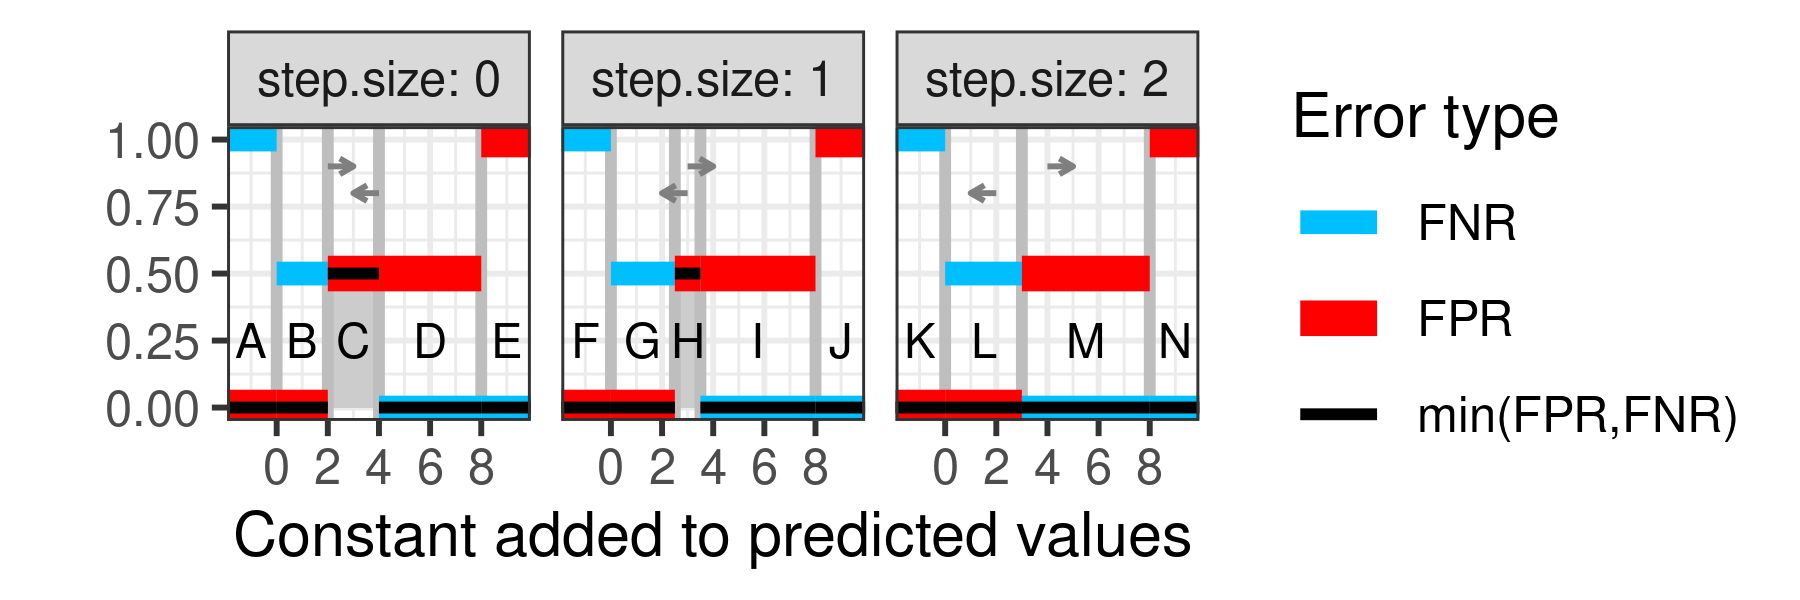 step.size: 0 step.size: 1 step.size: 2
1.00
0.75
0.50
0.25
0.00
A B C D E F G H I J K L M N
0 2 4 6 8 0 2 4 6 8 0 2 4 6 8
Constant added to predicted values
Error type
FNR
FPR
min(FPR,FNR)